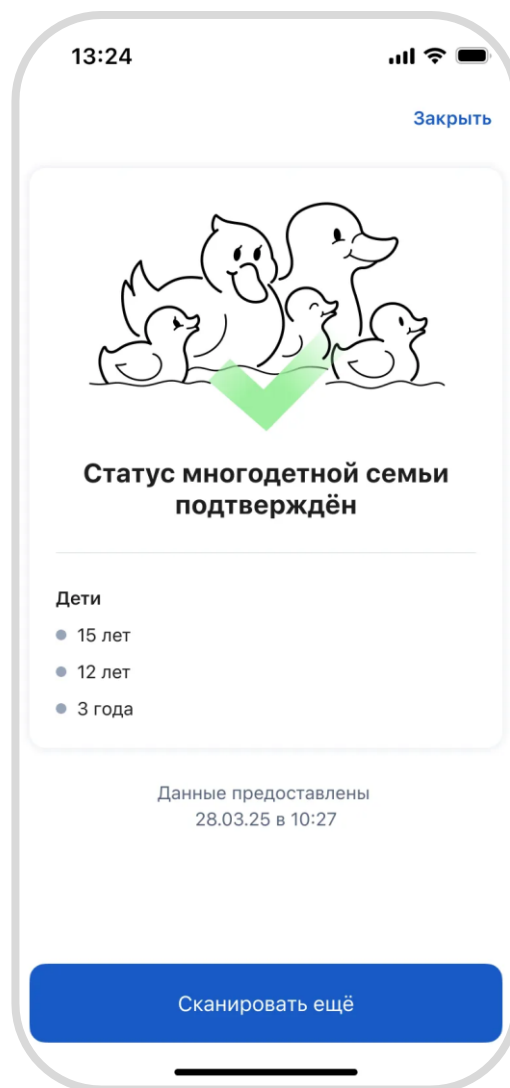 13:24
Закрыть
Статус многодетной семьи
подтверждён
Дети
15 лет
12 лет
3 года
Данные предоставлены
28.03.25 в 10:27
Сканировать ещё